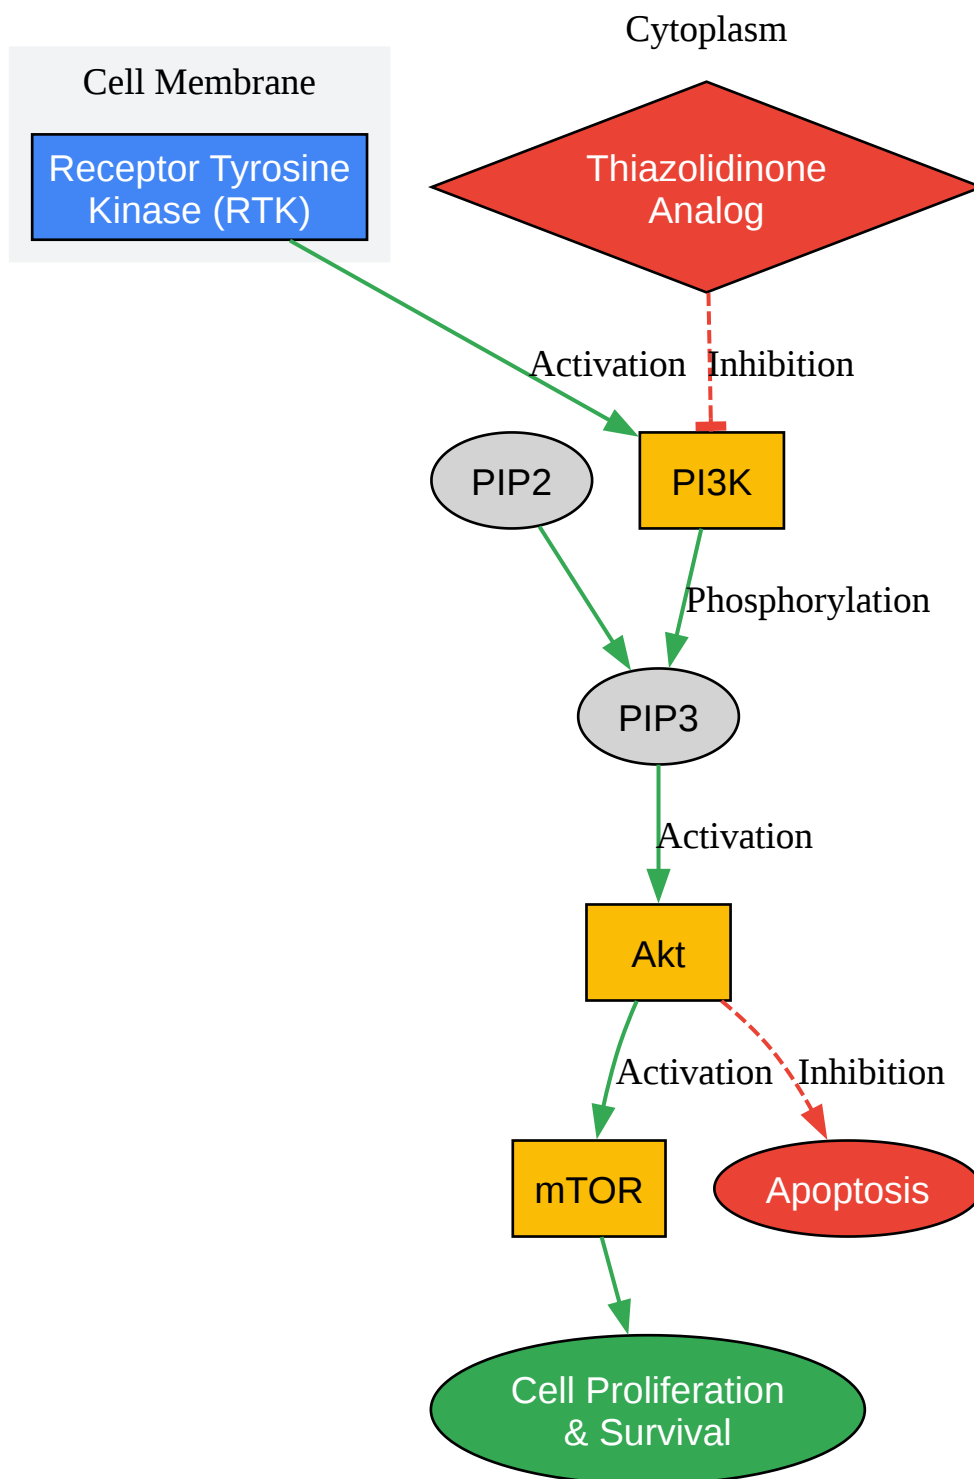 Cytoplasm
Cell Membrane
Receptor Tyrosine
Kinase (RTK)
Thiazolidinone
Analog
Activation
Inhibition
PIP2
PI3K
Phosphorylation
PIP3
Activation
Akt
Activation
Inhibition
mTOR
Apoptosis
Cell Proliferation
& Survival